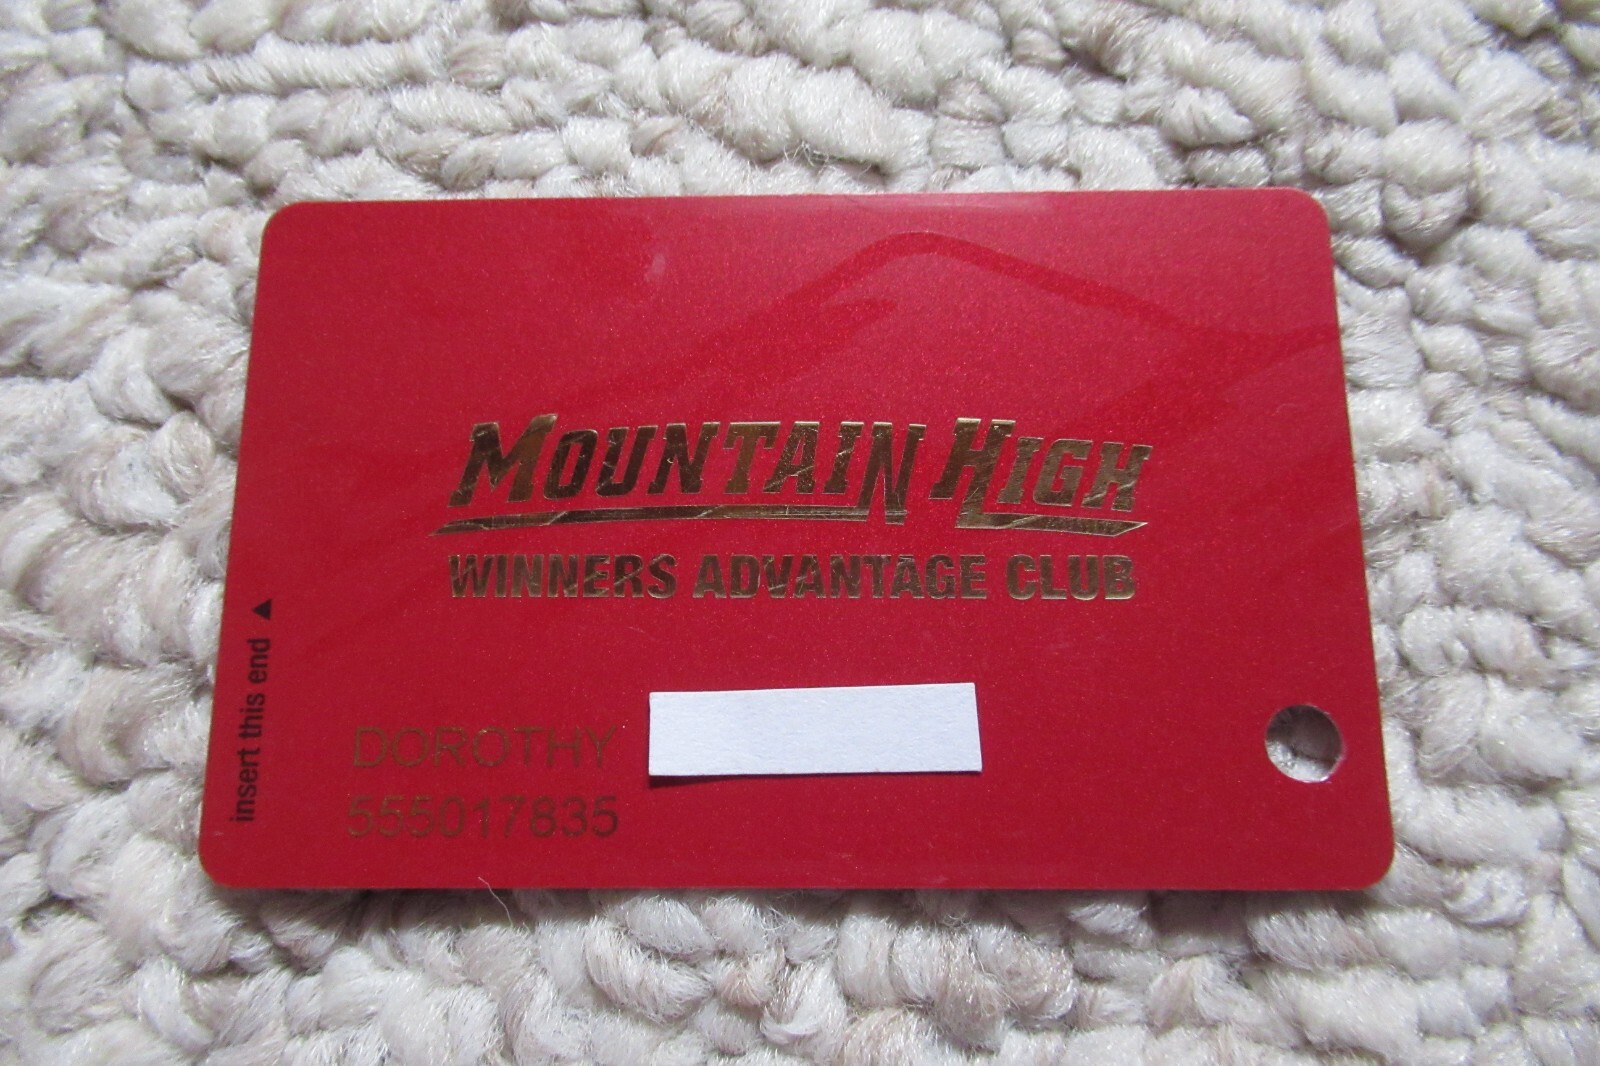 MOUNTAIN HIGH
WINNERS ADVANTAGE CLUB
insert this end ▲
DOROTHY
555017835